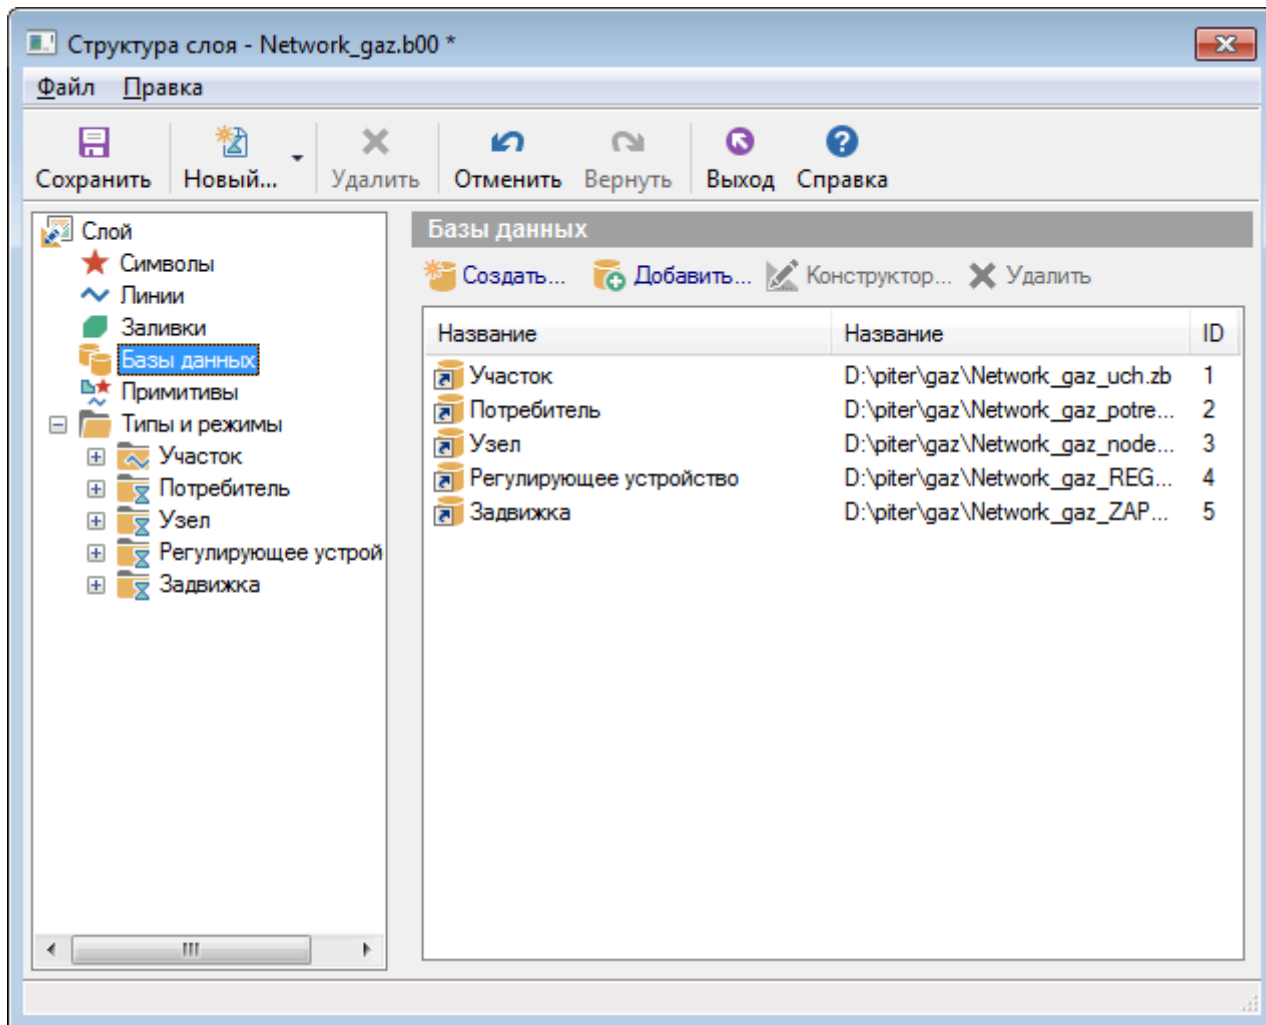 Структура слоя - Network_gaz.b00 *
Файл Правка
Сохранить Новый... Удалить Отменить Вернуть Выход Справка
Слой
Символы
Линии
Заливки
Базы данных
Примитивы
Типы и режимы
Участок
Потребитель
Узел
Регулирующее устрой
Задвижка
Базы данных
Создать... Добавить... Конструктор... Удалить
Название Название ID
Участок D:\piter\gaz\Network_gaz_uch.zb 1
Потребитель D:\piter\gaz\Network_gaz_potre... 2
Узел D:\piter\gaz\Network_gaz_node... 3
Регулирующее устройство D:\piter\gaz\Network_gaz_REG... 4
Задвижка D:\piter\gaz\Network_gaz_ZAP... 5